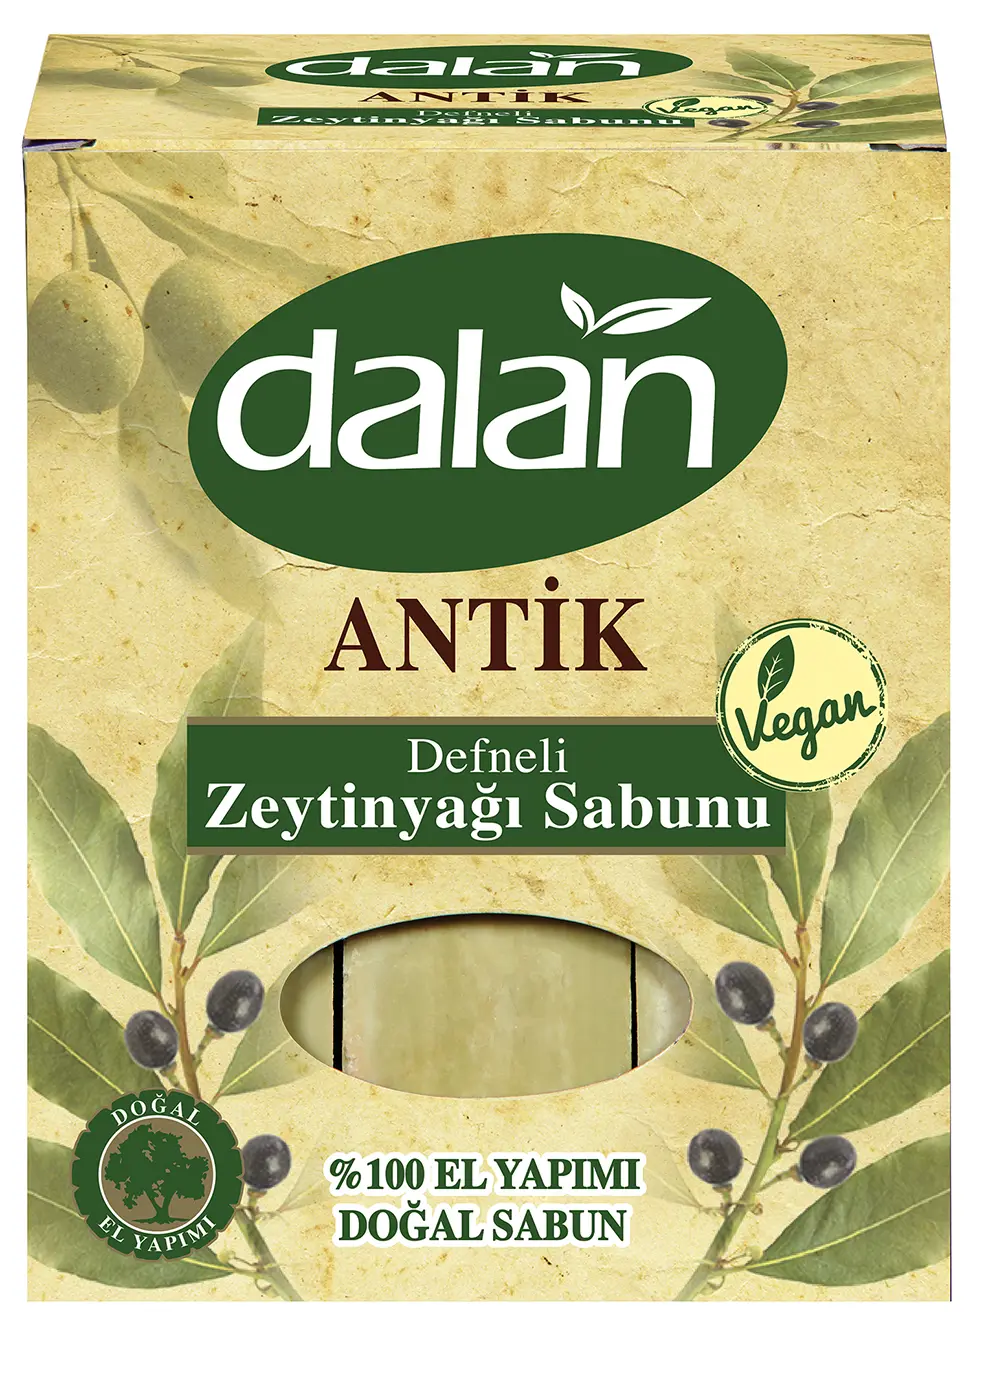 dalan
ANTİK
Vegan
Defneli
Zeytinyağı Sabunu
dalan
ANTİK
Vegan
Defneli
Zeytinyağı Sabunu
DOĞAL
EL YAPIMI
%100 EL YAPIMI
DOĞAL SABUN